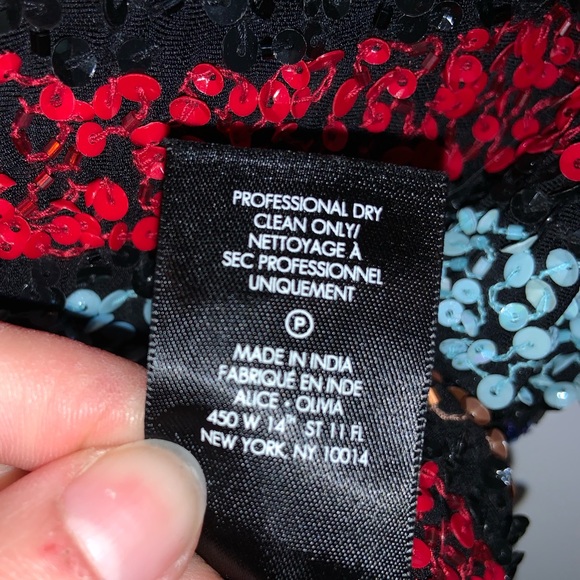 PROFESSIONAL DRY
CLEAN ONLY/
NETTOYAGE À
SEC PROFESSIONNEL
UNIQUEMENT
P
MADE IN INDIA
FABRIQUÉ EN INDE
ALICE + OLIVIA
450 W 14TH ST 11 FL
NEW YORK, NY 10014